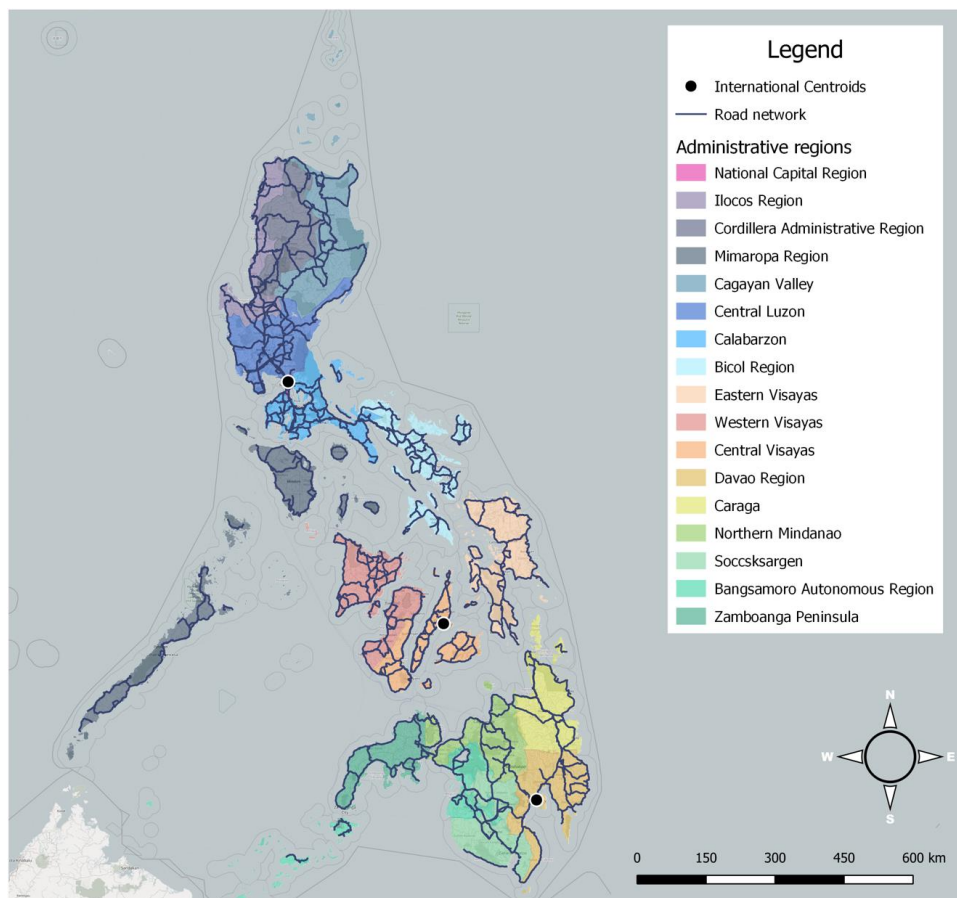 Legend
International Centroids
Road network
Administrative regions
National Capital Region
Ilocos Region
Cordillera Administrative Region
Mimaropa Region
Cagayan Valley
Central Luzon
Calabarzon
Bicol Region
Eastern Visayas
Western Visayas
Central Visayas
Davao Region
Caraga
Northern Mindanao
Soccsksargen
Bangsamoro Autonomous Region
Zamboanga Peninsula
N
W E
S
0 150 300 450 600 km